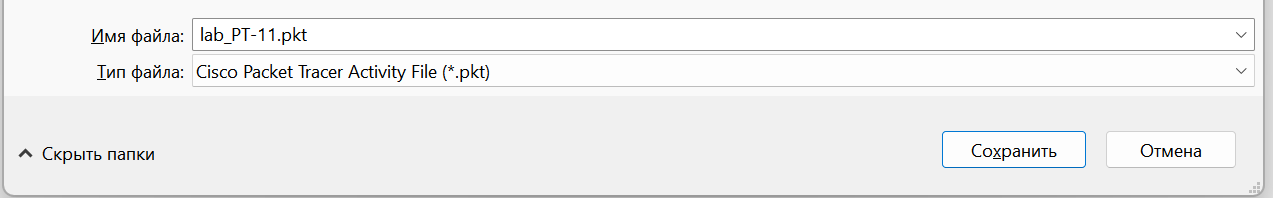 Имя файла: lab_PT-11.pkt
Тип файла: Cisco Packet Tracer Activity File (*.pkt)
Скрыть папки Сохранить Отмена